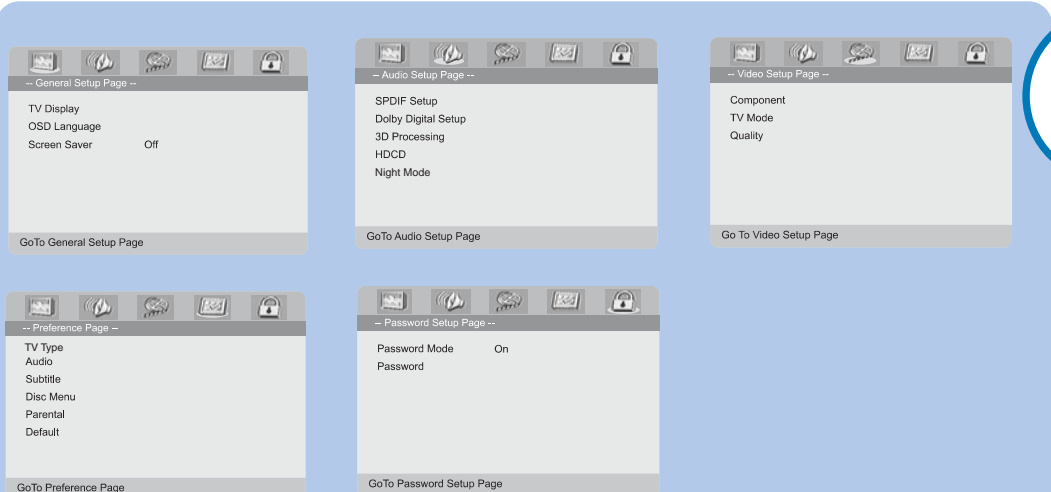 -- General Setup Page --
TV Display
OSD Language
Screen Saver Off
GoTo General Setup Page
– Audio Setup Page --
SPDIF Setup
Dolby Digital Setup
3D Processing
HDCD
Night Mode
GoTo Audio Setup Page
-- Video Setup Page --
Component
TV Mode
Quality
Go To Video Setup Page
-- Preference Page –
TV Type
Audio
Subtitle
Disc Menu
Parental
Default
GoTo Preference Page
– Password Setup Page --
Password Mode On
Password
GoTo Password Setup Page